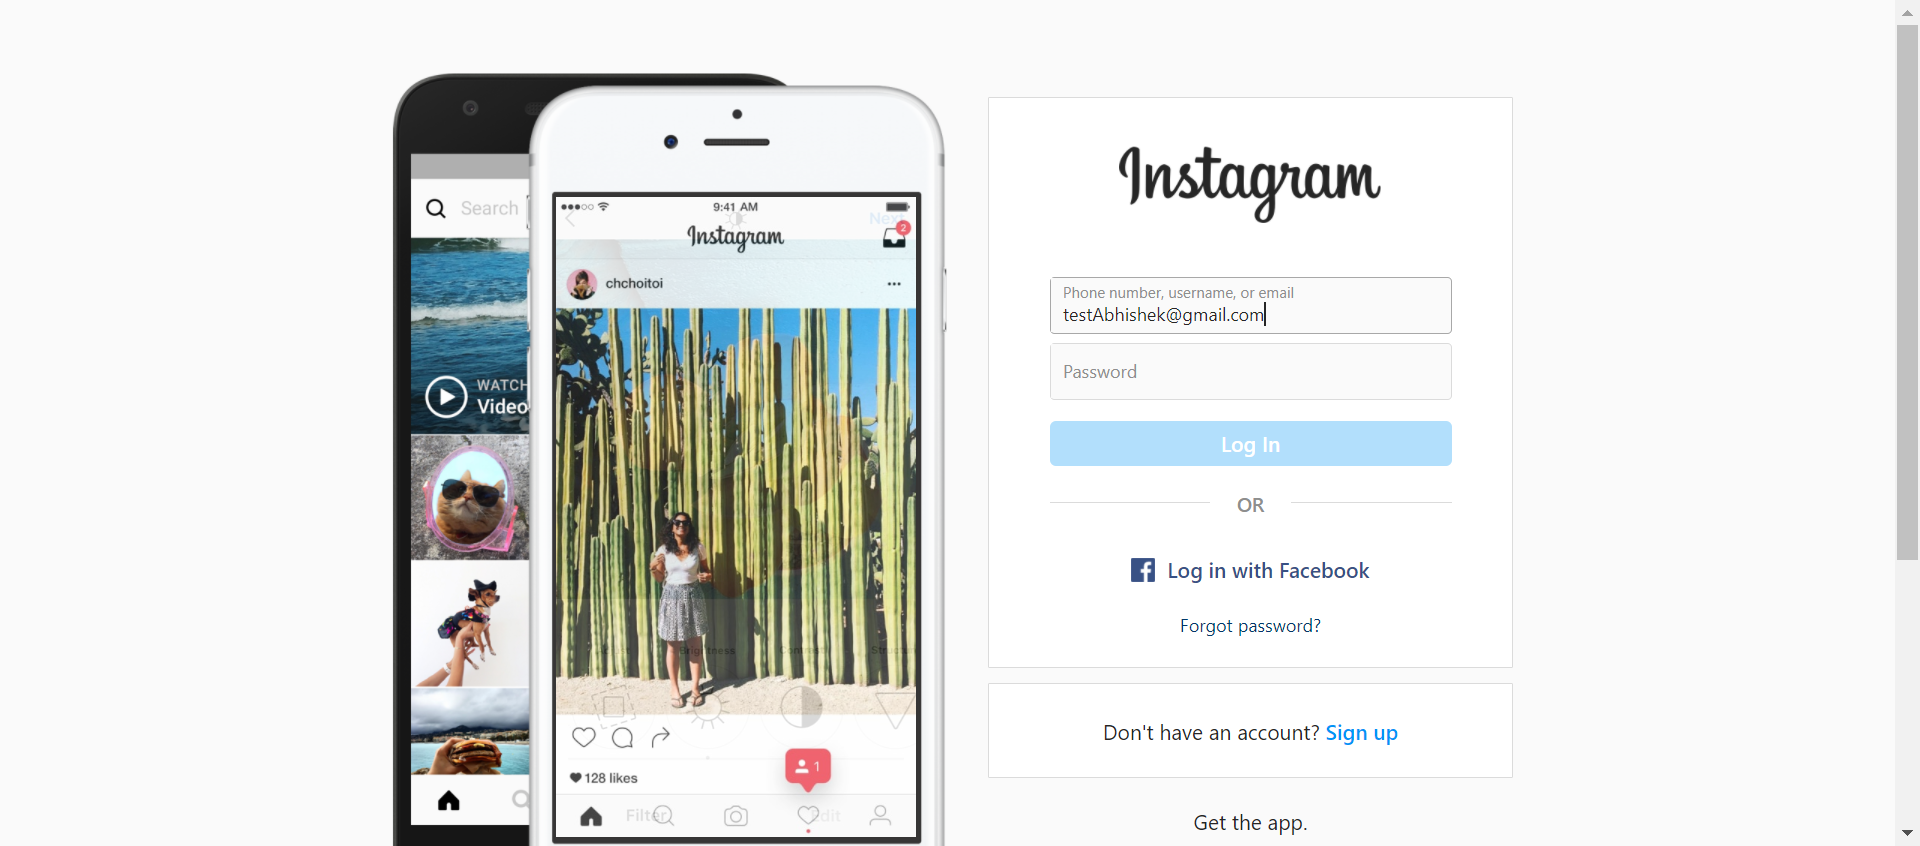 Search
WATCH
Video
9:41 AM
Next
Instagram
2
chchoitoi
Brightness
Contrast
128 likes
1
Filter
Edit
Instagram
Phone number, username, or email
testAbhishek@gmail.com
Password
Log In
OR
Log in with Facebook
Forgot password?
Don't have an account? Sign up
Get the app.